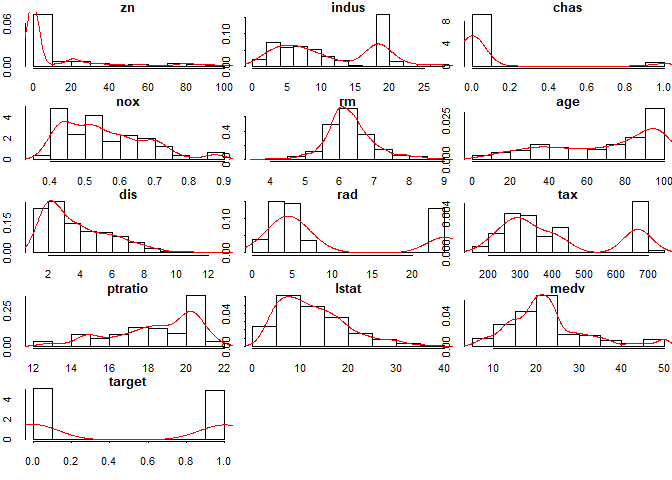 zn indus chas
0.00 0.06 0.00 0.10 0 4 8
0 20 40 60 80 100 0 5 10 15 20 25 0.0 0.2 0.4 0.6 0.8 1.0
nox rm age
0 2 4 0.0 0.4 0.000 0.025
0.4 0.5 0.6 0.7 0.8 0.9 4 5 6 7 8 9 0 20 40 60 80 100
dis rad tax
0.00 0.15 0.00 0.10 0.000 0.004
2 4 6 8 10 12 0 5 10 15 20 200 300 400 500 600 700
ptratio lstat medv
0.00 0.25 0.00 0.04 0.00 0.04
12 14 16 18 20 22 0 10 20 30 40 10 20 30 40 50
target
0 2 4
0.0 0.2 0.4 0.6 0.8 1.0